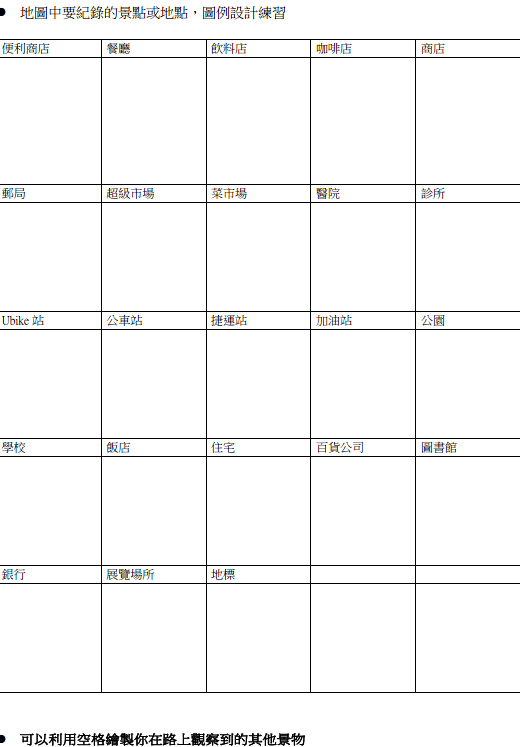 ● 地圖中要紀錄的景點或地點，圖例設計練習
便利商店 餐廳 飲料店 咖啡店 商店
郵局 超級市場 菜市場 醫院 診所
Ubike 站 公車站 捷運站 加油站 公園
學校 飯店 住宅 百貨公司 圖書館
銀行 展覽場所 地標
● 可以利用空格繪製你在路上觀察到的其他景物